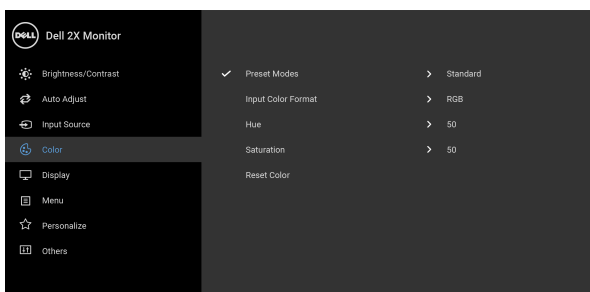 DELL Dell 2X Monitor
Brightness/Contrast
Auto Adjust
Input Source
Color
Display
Menu
Personalize
Others
Preset Modes Standard
Input Color Format RGB
Hue 50
Saturation 50
Reset Color